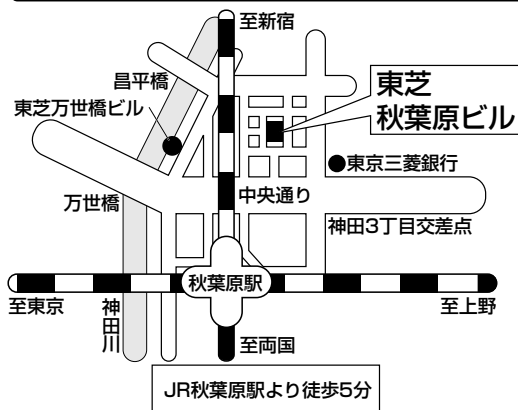 至新宿
昌平橋
東芝万世橋ビル
東芝
秋葉原ビル
東京三菱銀行
中央通り
万世橋
神田3丁目交差点
秋葉原駅
至東京
神田川
至上野
至両国
JR秋葉原駅より徒歩5分